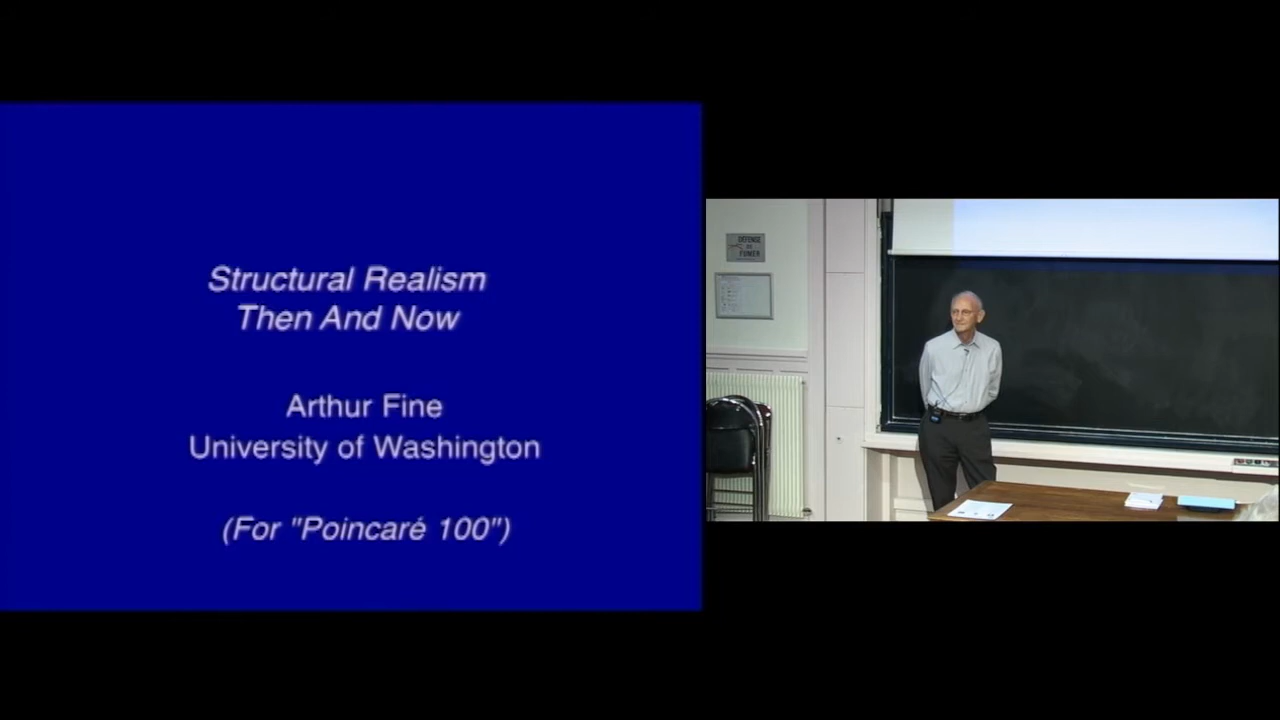 Structural Realism
Then And Now
Arthur Fine
University of Washington
(For "Poincaré 100")
DEFENSE
DE
FUMER